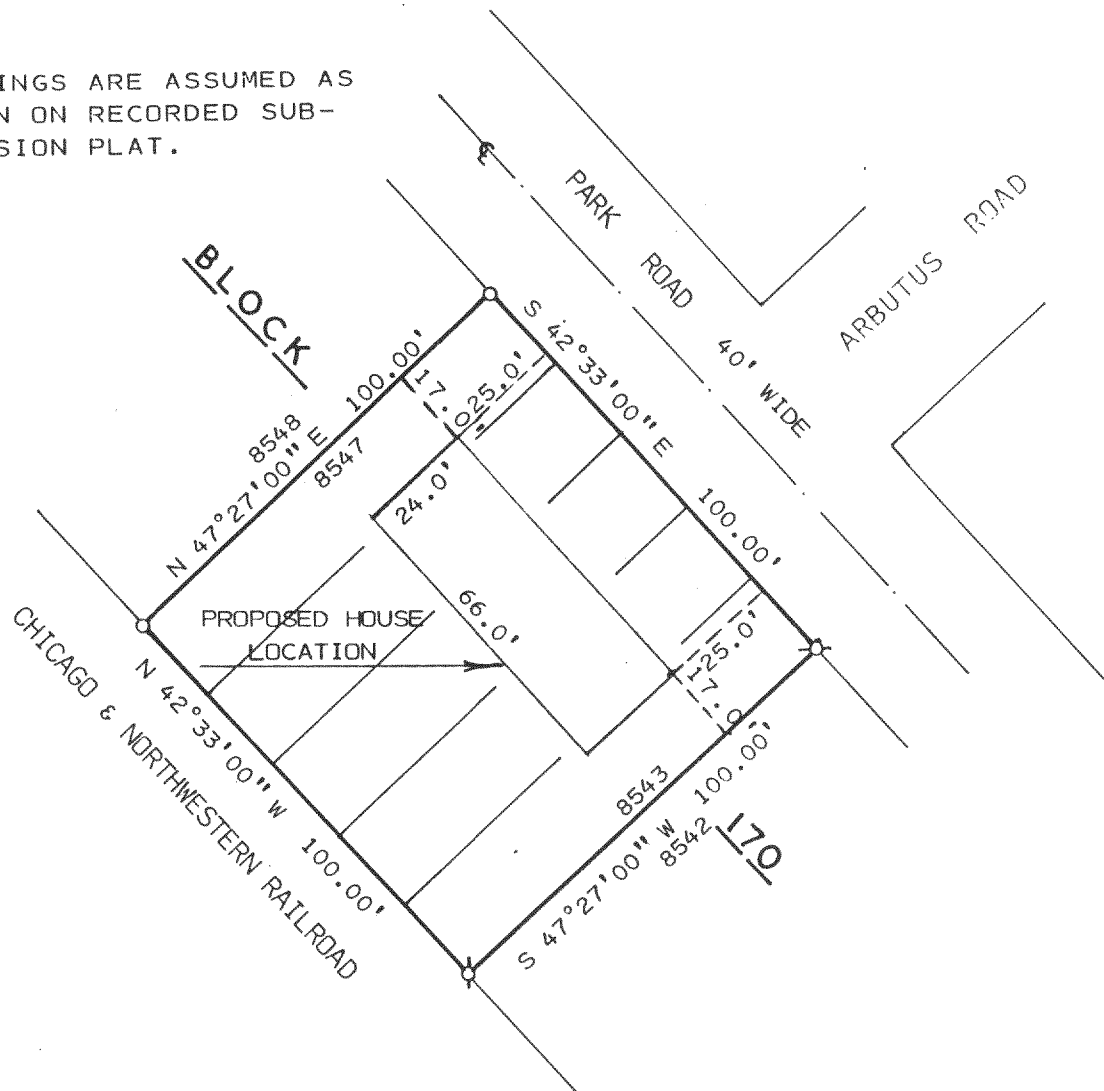 INGS ARE ASSUMED AS
N ON RECORDED SUB-
SION PLAT.
℄
PARK ROAD 40' WIDE
ARBUTUS ROAD
BLOCK
S 42°33'00" E 100.00'
8548
N 47°27'00" E 100.00'
8547
17.0'
25.0'
24.0'
66.0'
PROPOSED HOUSE
LOCATION
25.0'
17.0'
N 42°33'00" W 100.00'
CHICAGO & NORTHWESTERN RAILROAD
8543
S 47°27'00" W 100.00'
8542
170